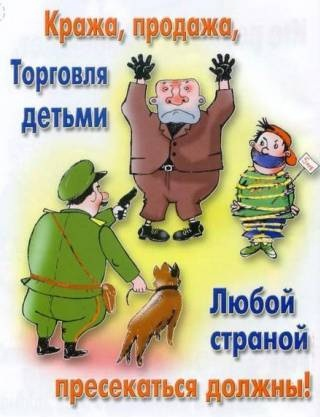 Кража, продажа,
Торговля
детьми
Любой
страной
пресекаться должны!